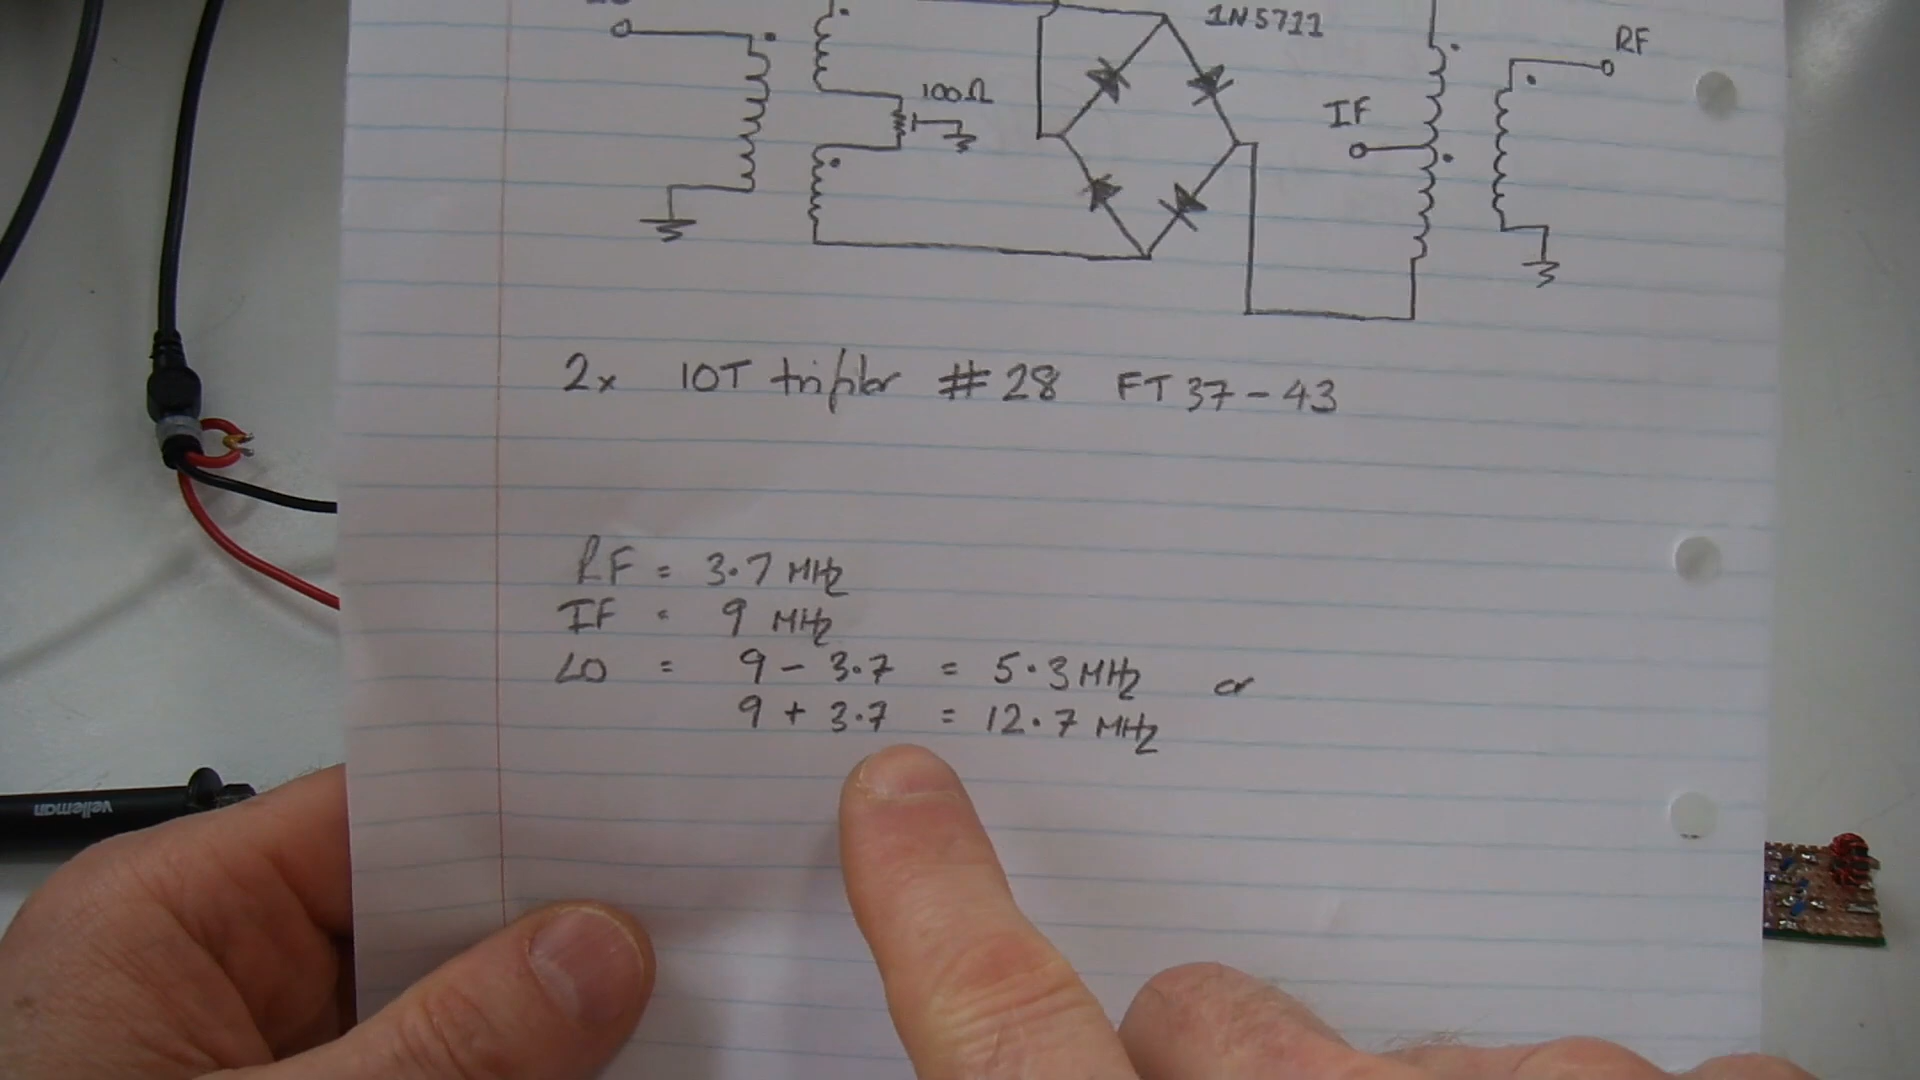 1N5711
RF
100Ω
IF
2x 10T trifilar #28 FT37-43
RF = 3.7 MHz
IF = 9 MHz
LO = 9 - 3.7 = 5.3 MHz or
9 + 3.7 = 12.7 MHz
velleman